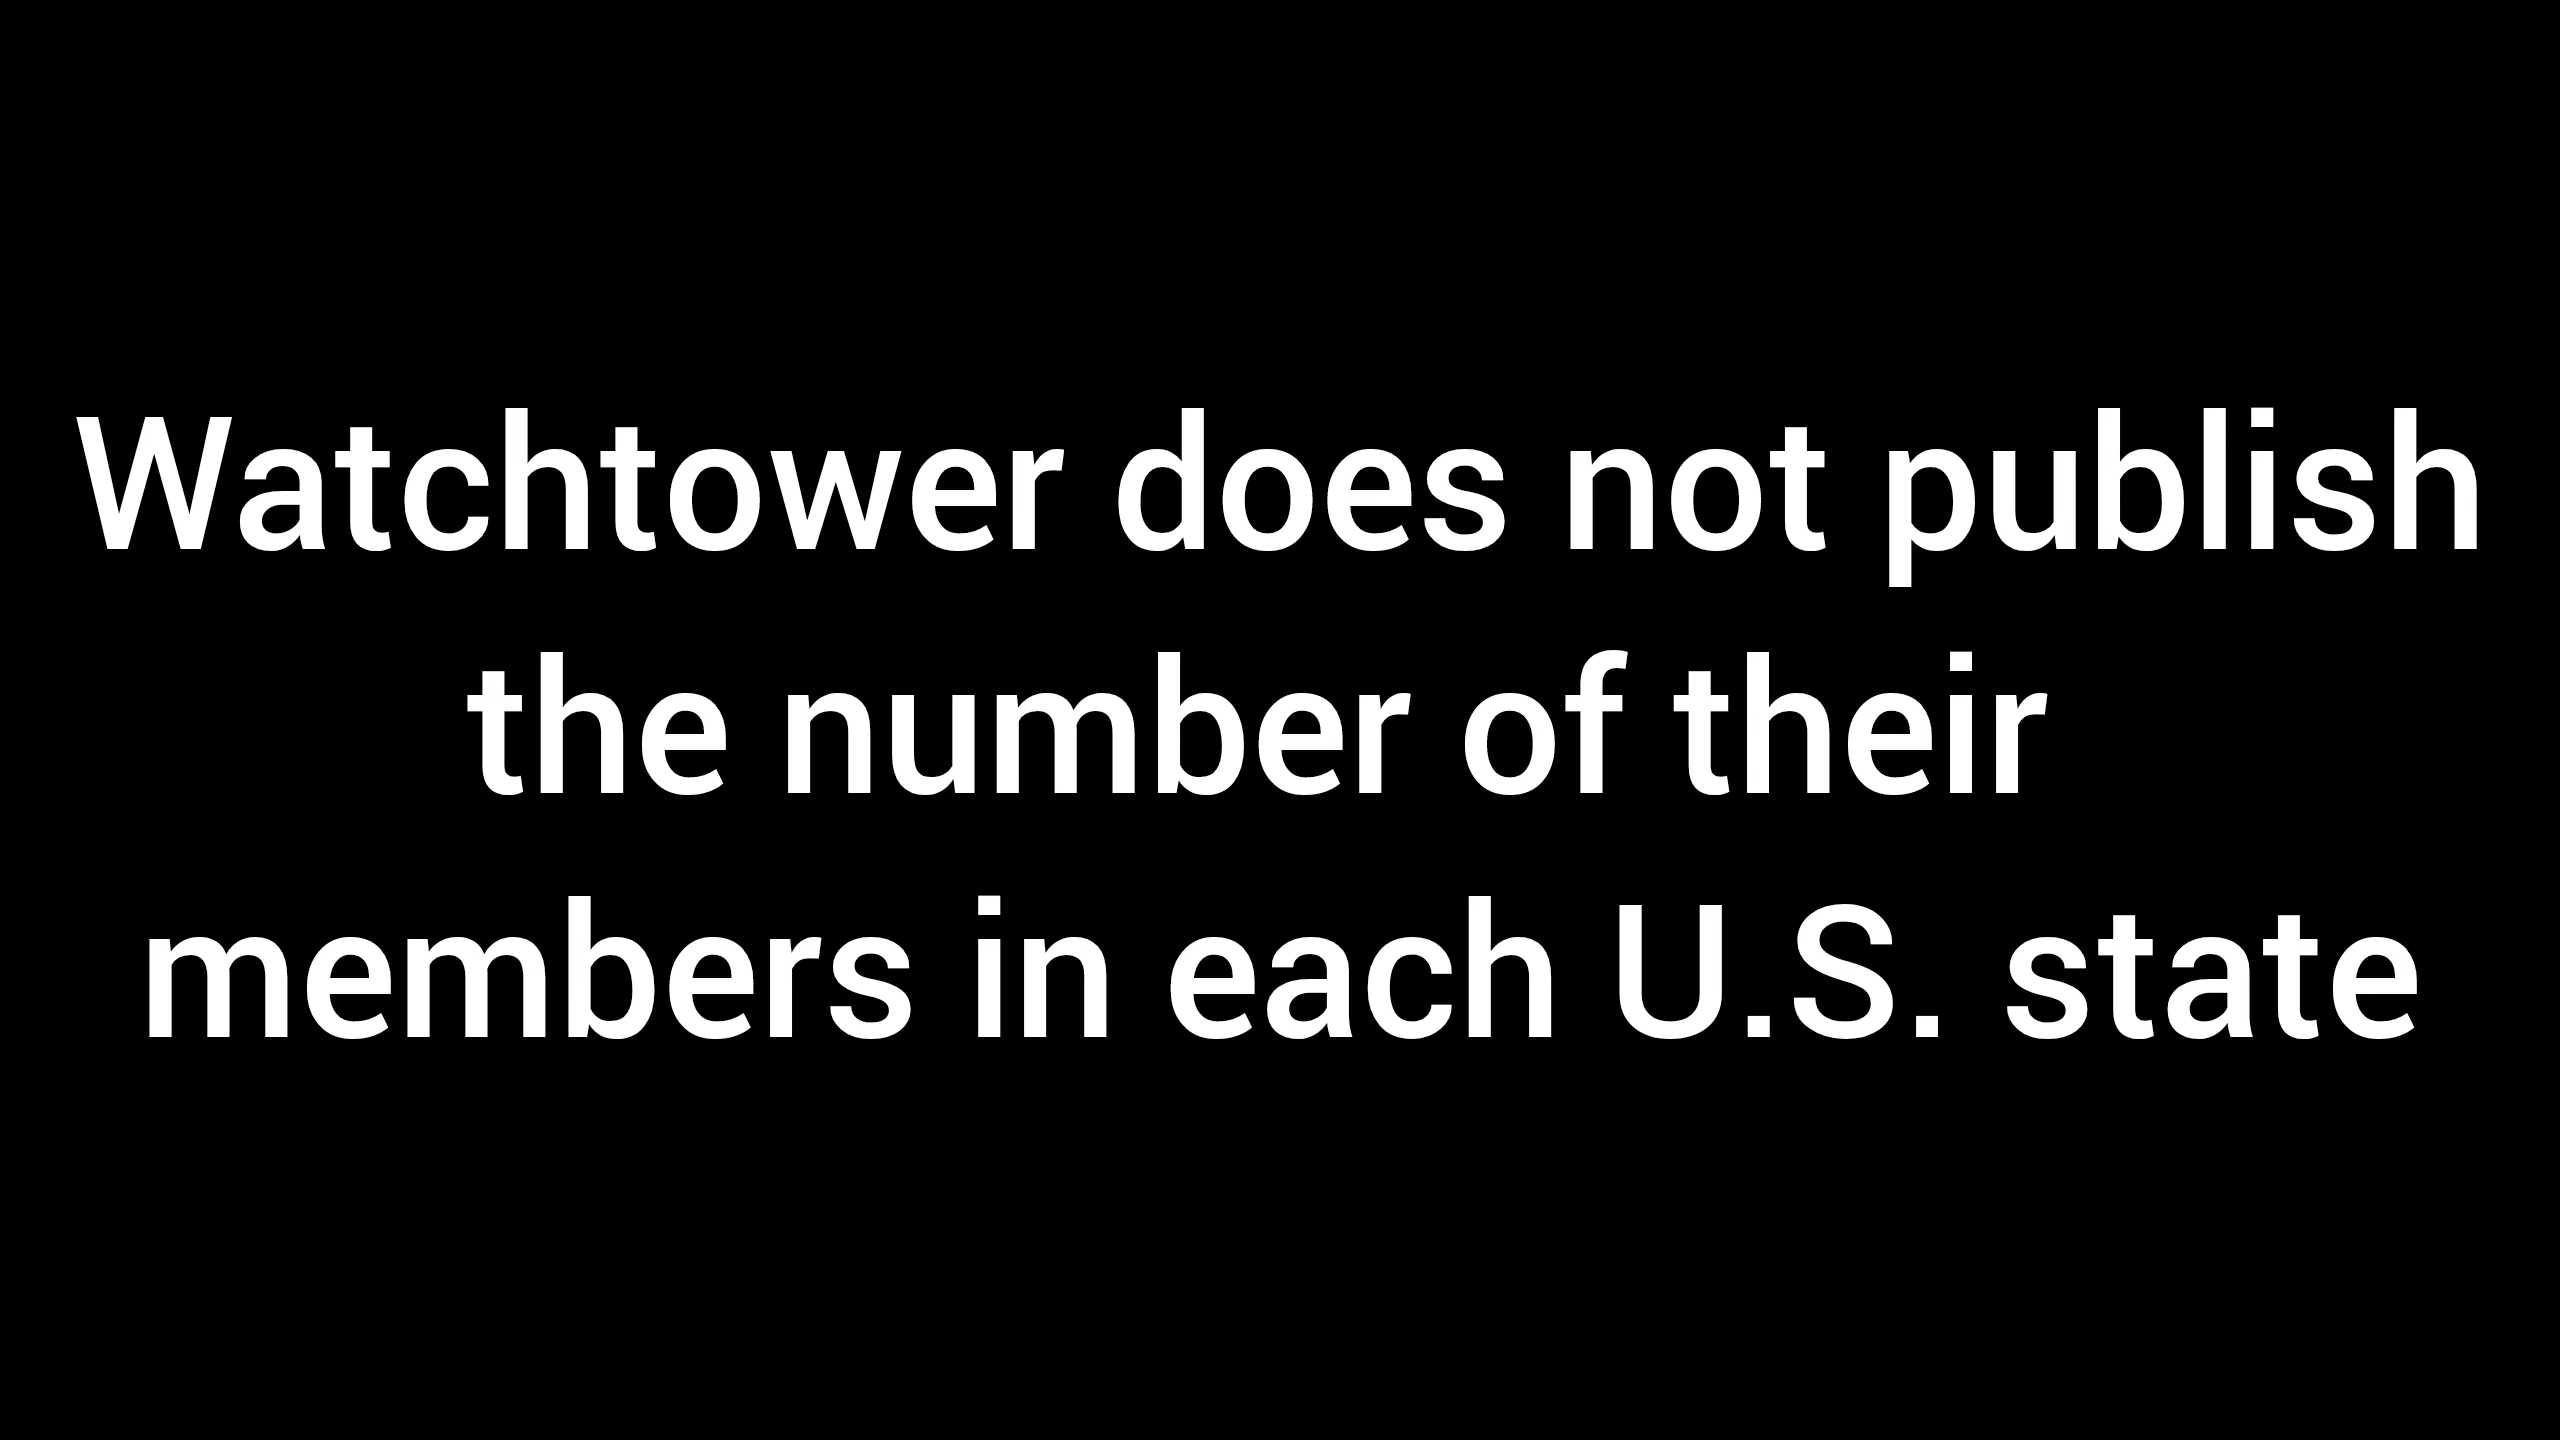 Watchtower does not publish
the number of their
members in each U.S. state